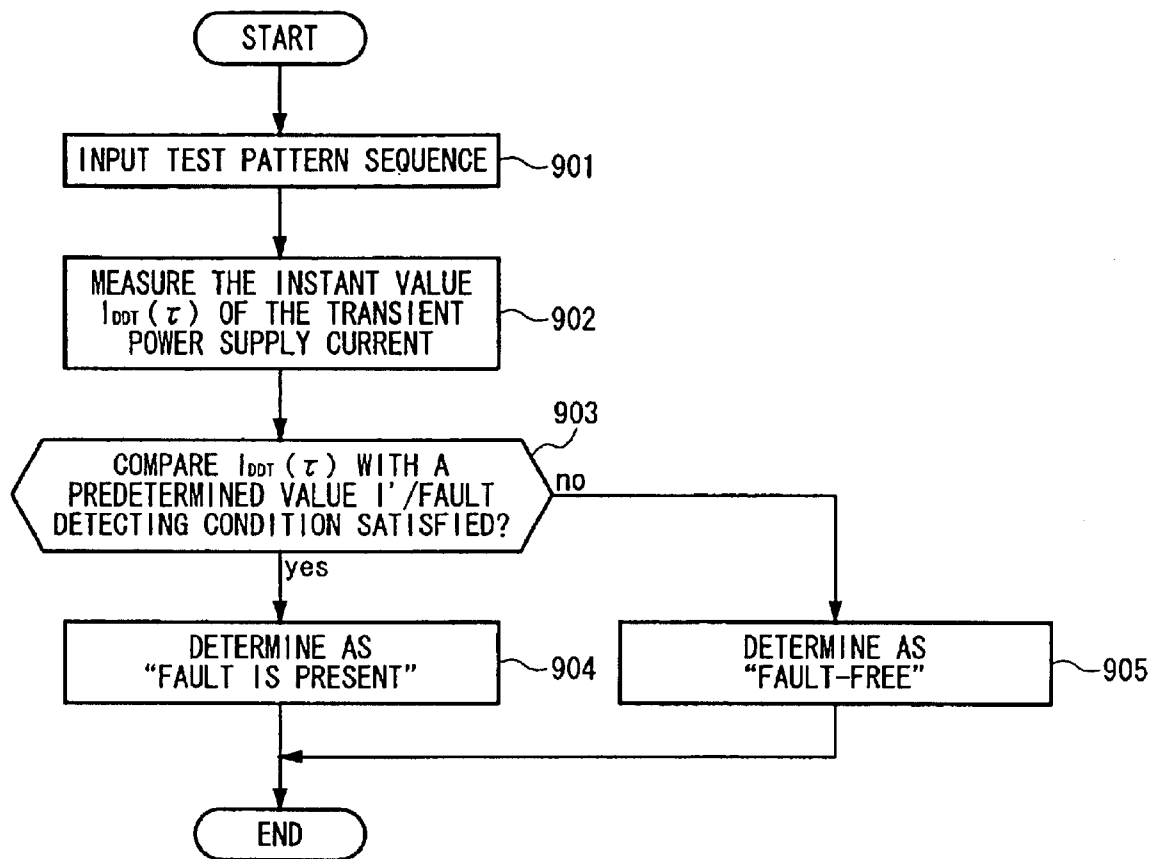 START
INPUT TEST PATTERN SEQUENCE
901
MEASURE THE INSTANT VALUE
IDDT(τ) OF THE TRANSIENT
POWER SUPPLY CURRENT
902
903
COMPARE IDDT(τ) WITH A
PREDETERMINED VALUE I'/FAULT
DETECTING CONDITION SATISFIED?
no
yes
DETERMINE AS
“FAULT IS PRESENT”
904
DETERMINE AS
“FAULT-FREE”
905
END